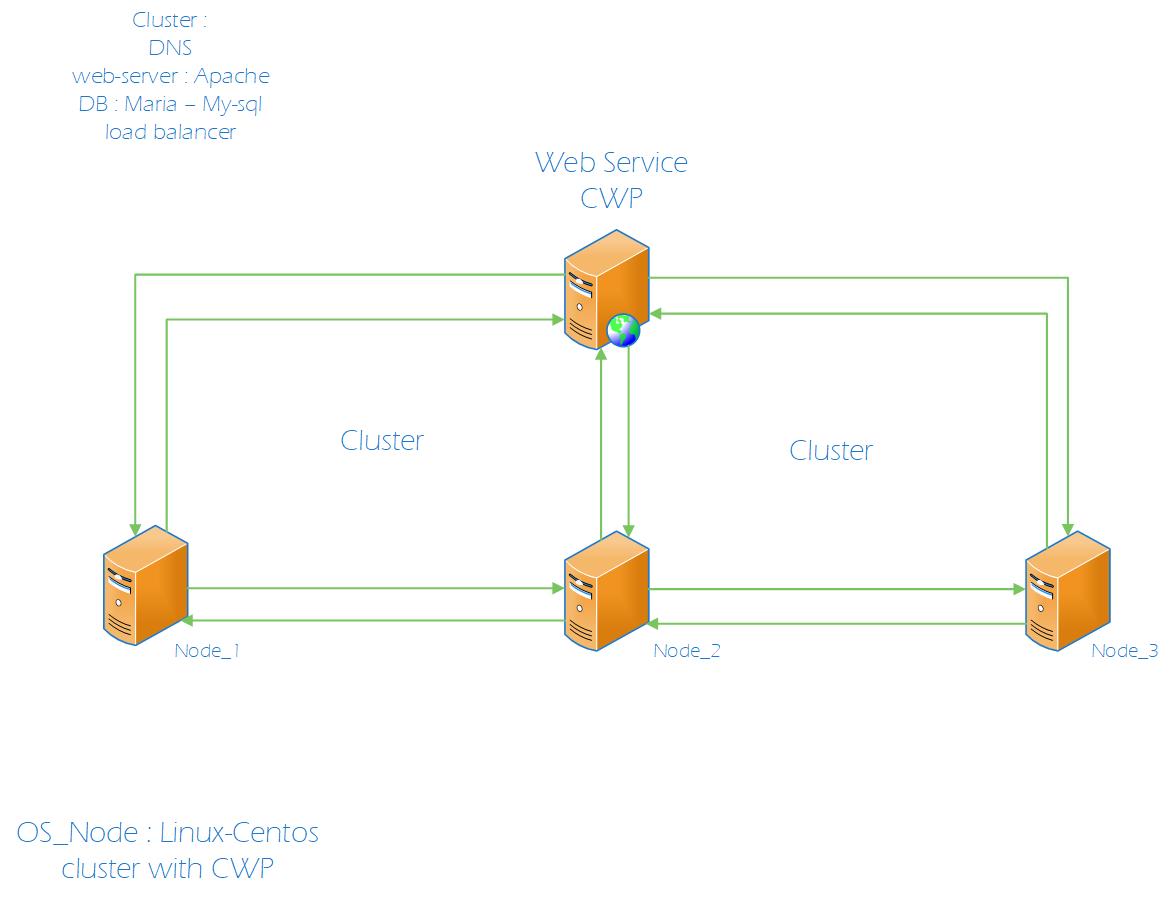 Cluster :
DNS
web-server : Apache
DB : Maria – My-sql
load balancer
Web Service
CWP
Cluster
Cluster
Node_1
Node_2
Node_3
OS_Node : Linux-Centos
cluster with CWP